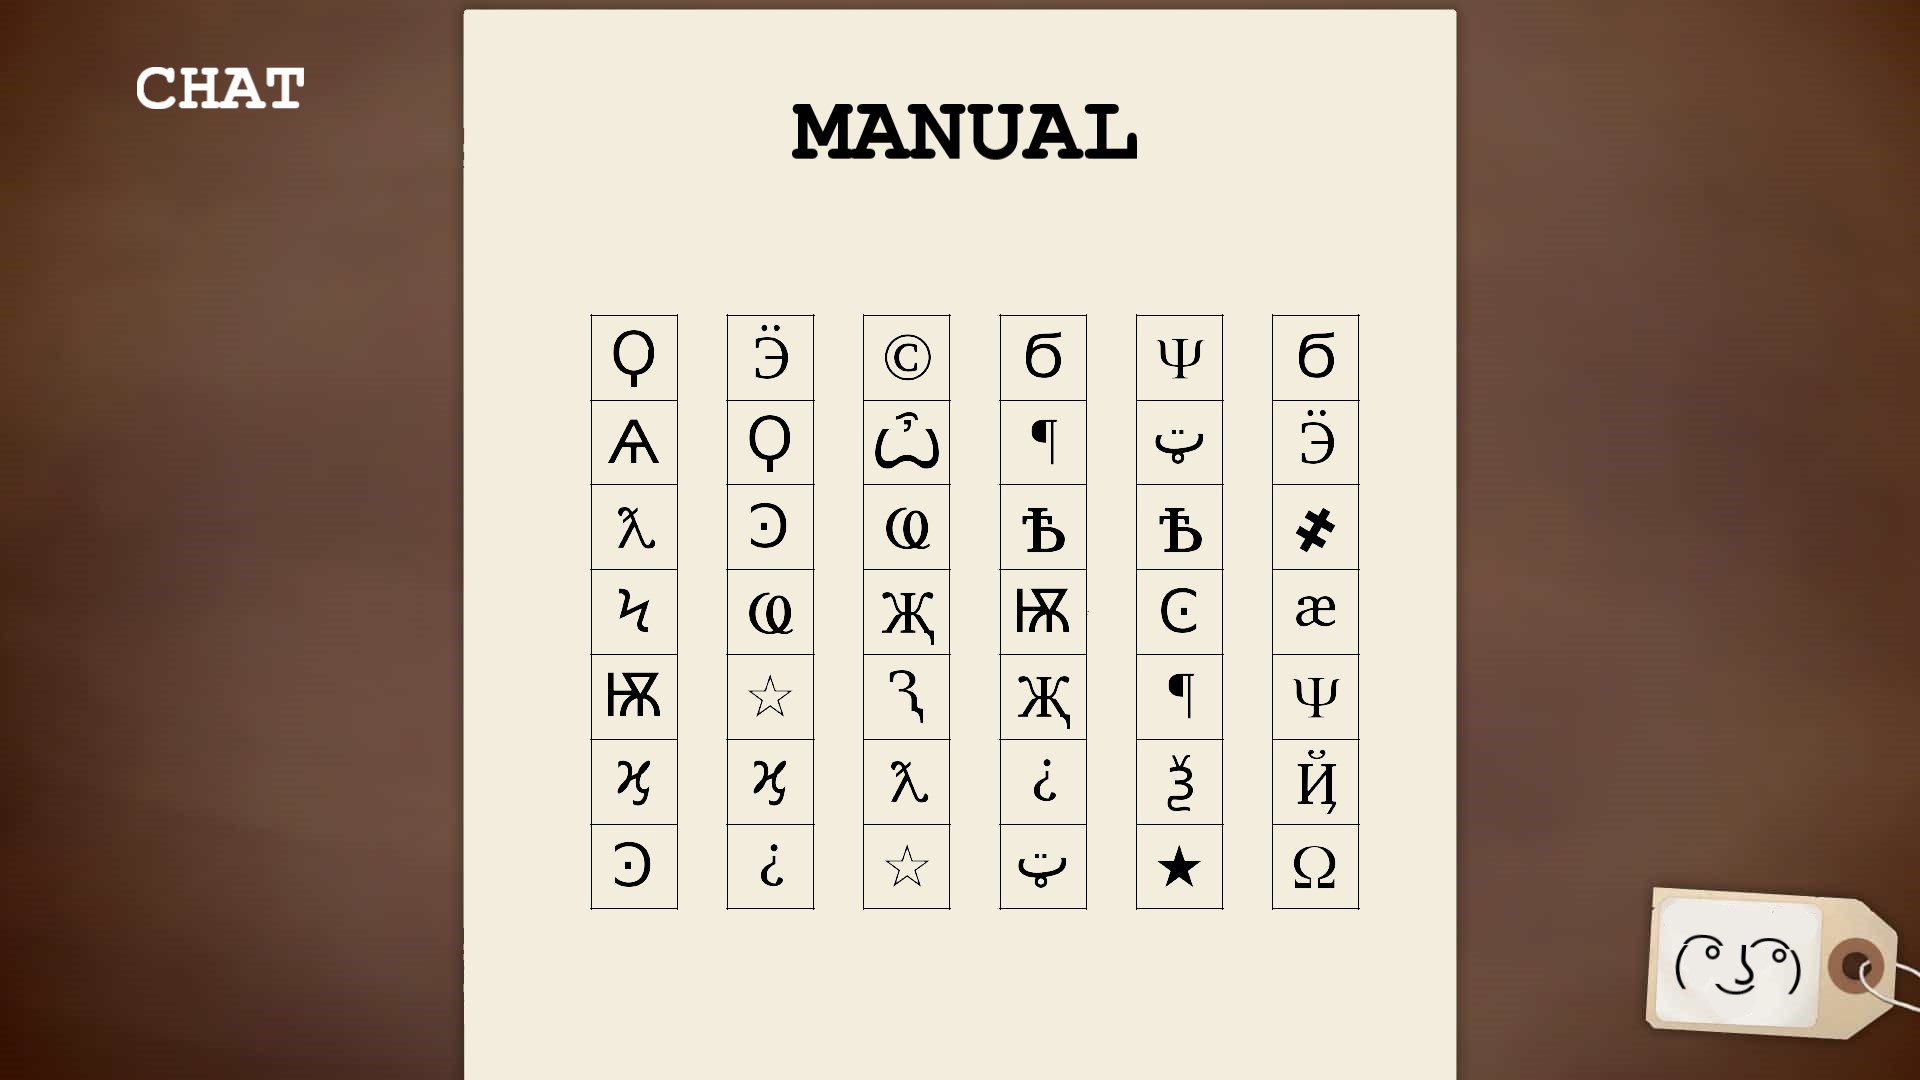 CHAT
MANUAL
Ϙ Ӭ © б Ψ б
Ѧ Ϙ Ѽ ¶ ټ Ӭ
ƛ Ͽ Ҩ Ѣ Ѣ ҂
Ϟ Ҩ Җ Ѭ Ͼ æ
Ѭ ☆ Ԇ Җ ¶ Ψ
ϗ ϗ ƛ ¿ Ѯ Ҋ
Ͽ ¿ ☆ ټ ★ Ω
( ͡° ͜ʖ ͡°)